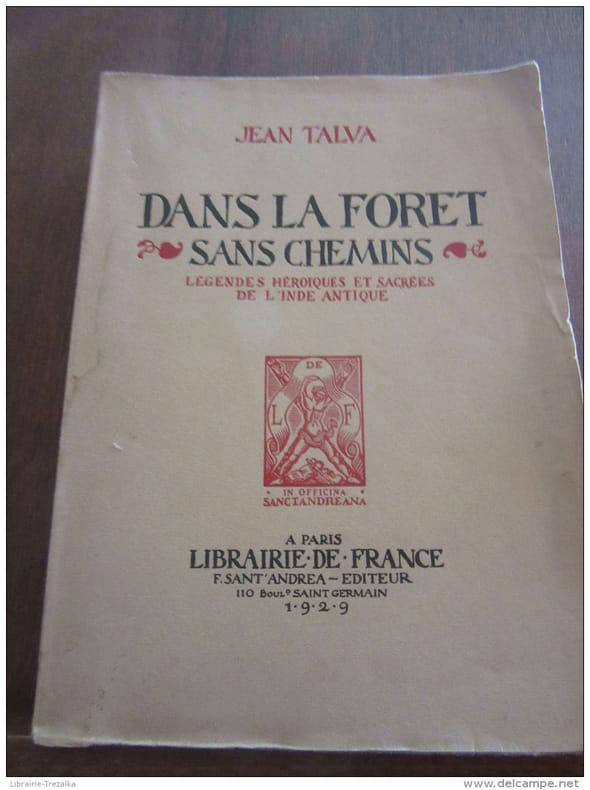 JEAN TALVA
DANS LA FORET
SANS CHEMINS
LÉGENDES HÉROIQUES ET SACRÉES
DE L'INDE ANTIQUE
DE
L F
IN OFFICINA
SANCTANDREANA
A PARIS
LIBRAIRIE·DE·FRANCE
F. SANT'ANDREA – EDITEUR
110 BOULD SAINT GERMAIN
1·9·2·9
Librairie-Trezalka
delcampe.net